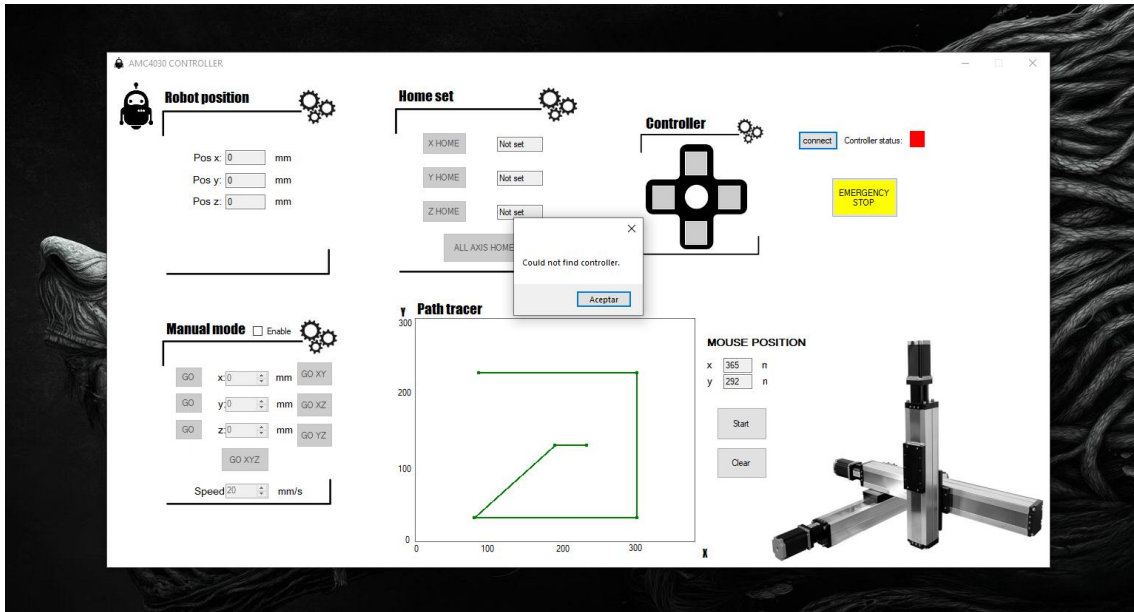 AMC4030 CONTROLLER
Robot position
Pos x: 0 mm
Pos y: 0 mm
Pos z: 0 mm
Home set
X HOME Not set
Y HOME Not set
Z HOME Not set
ALL AXIS HOME
Controller
connect Controller status:
EMERGENCY
STOP
Could not find controller.
Aceptar
Manual mode Enable
GO x: 0 mm GO XY
GO y: 0 mm GO XZ
GO z: 0 mm GO YZ
GO XYZ
Speed 20 mm/s
Y Path tracer
300
200
100
0
0 100 200 300 X
MOUSE POSITION
x 365 n
y 292 n
Start
Clear